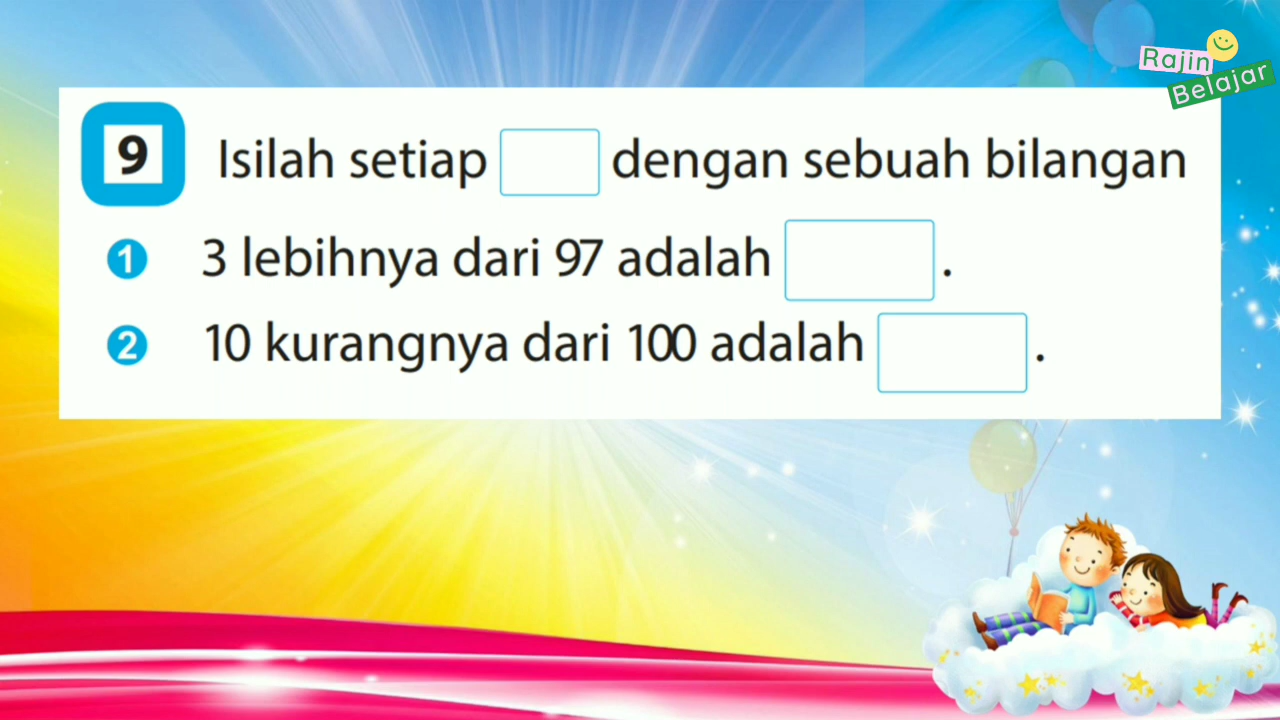 Rajin
Belajar
9 Isilah setiap dengan sebuah bilangan
1 3 lebihnya dari 97 adalah .
2 10 kurangnya dari 100 adalah .